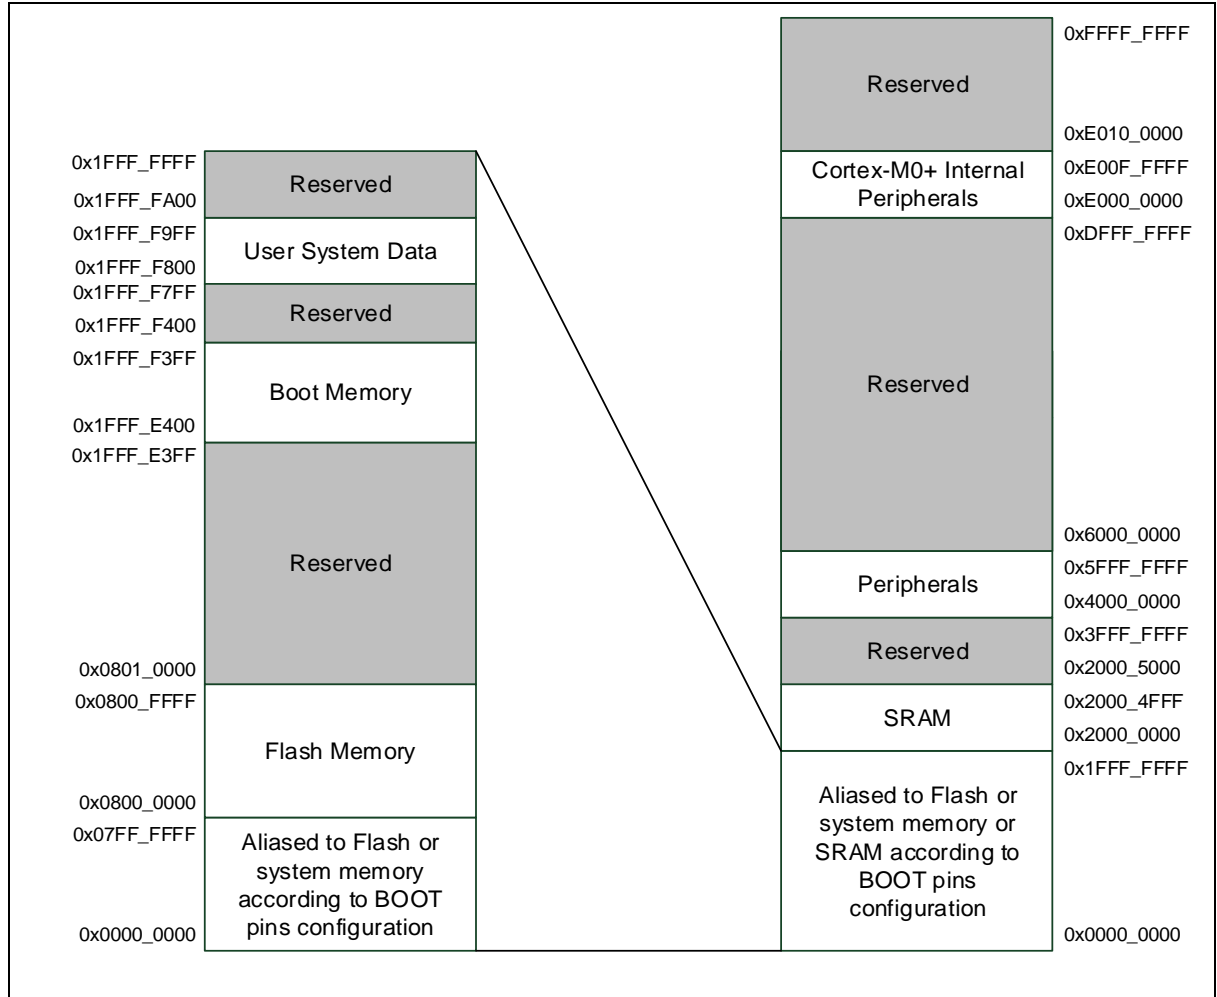 0x1FFF_FFFF
Reserved
0x1FFF_FA00
0x1FFF_F9FF
User System Data
0x1FFF_F800
0x1FFF_F7FF
Reserved
0x1FFF_F400
0x1FFF_F3FF
Boot Memory
0x1FFF_E400
0x1FFF_E3FF
Reserved
0x0801_0000
0x0800_FFFF
Flash Memory
0x0800_0000
0x07FF_FFFF
Aliased to Flash or
system memory
according to BOOT
pins configuration
0x0000_0000
0xFFFF_FFFF
Reserved
0xE010_0000
Cortex-M0+ Internal
Peripherals
0xE00F_FFFF
0xE000_0000
0xDFFF_FFFF
Reserved
0x6000_0000
0x5FFF_FFFF
Peripherals
0x4000_0000
0x3FFF_FFFF
Reserved
0x2000_5000
0x2000_4FFF
SRAM
0x2000_0000
0x1FFF_FFFF
Aliased to Flash or
system memory or
SRAM according to
BOOT pins
configuration
0x0000_0000